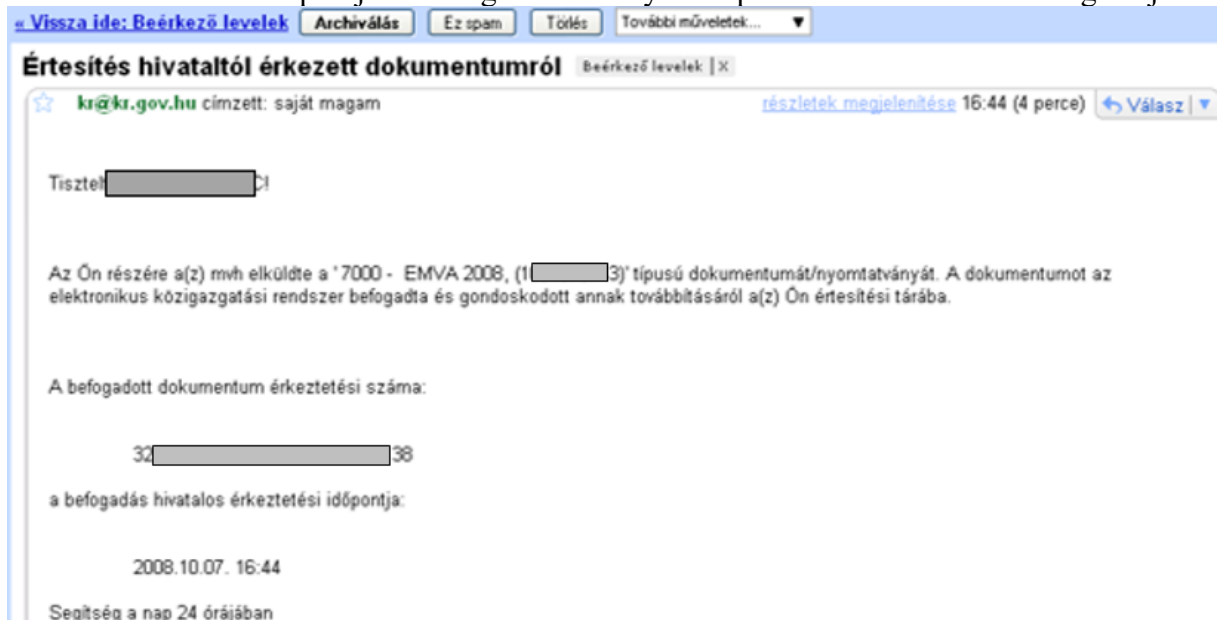 « Vissza ide: Beérkező levelek Archiválás Ez spam Törlés További műveletek...
Értesítés hivataltól érkezett dokumentumról Beérkező levelek | X
kr@kr.gov.hu címzett: saját magam részletek megjelenítése 16:44 (4 perce) Válasz
Tisztel
Az Ön részére a(z) mvh elküldte a '7000 - EMVA 2008, (1 3)' típusú dokumentumát/nyomtatványát. A dokumentumot az
elektronikus közigazgatási rendszer befogadta és gondoskodott annak továbbításáról a(z) Ön értesítési tárába.
A befogadott dokumentum érkeztetési száma:
32 38
a befogadás hivatalos érkeztetési időpontja:
2008.10.07. 16:44
Segítség a nap 24 órájában